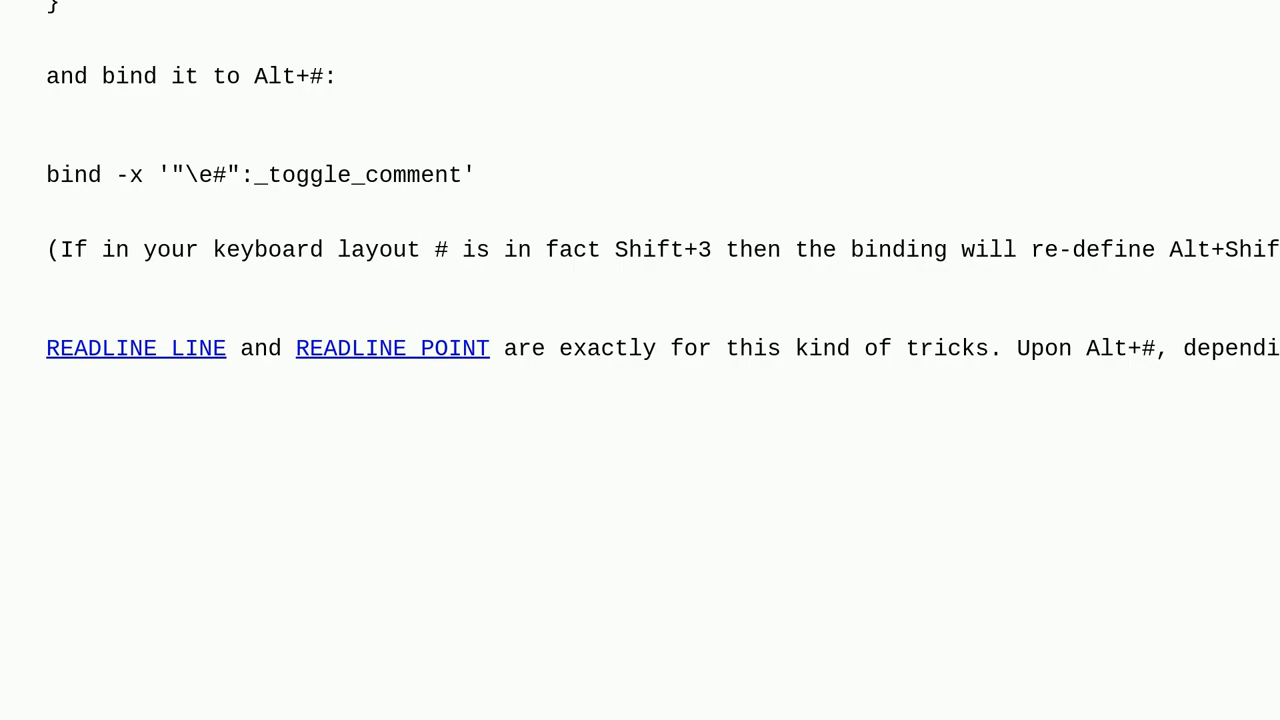 }
and bind it to Alt+#:
bind -x '"\e#":_toggle_comment'
(If in your keyboard layout # is in fact Shift+3 then the binding will re-define Alt+Shif
READLINE_LINE and READLINE_POINT are exactly for this kind of tricks. Upon Alt+#, dependi